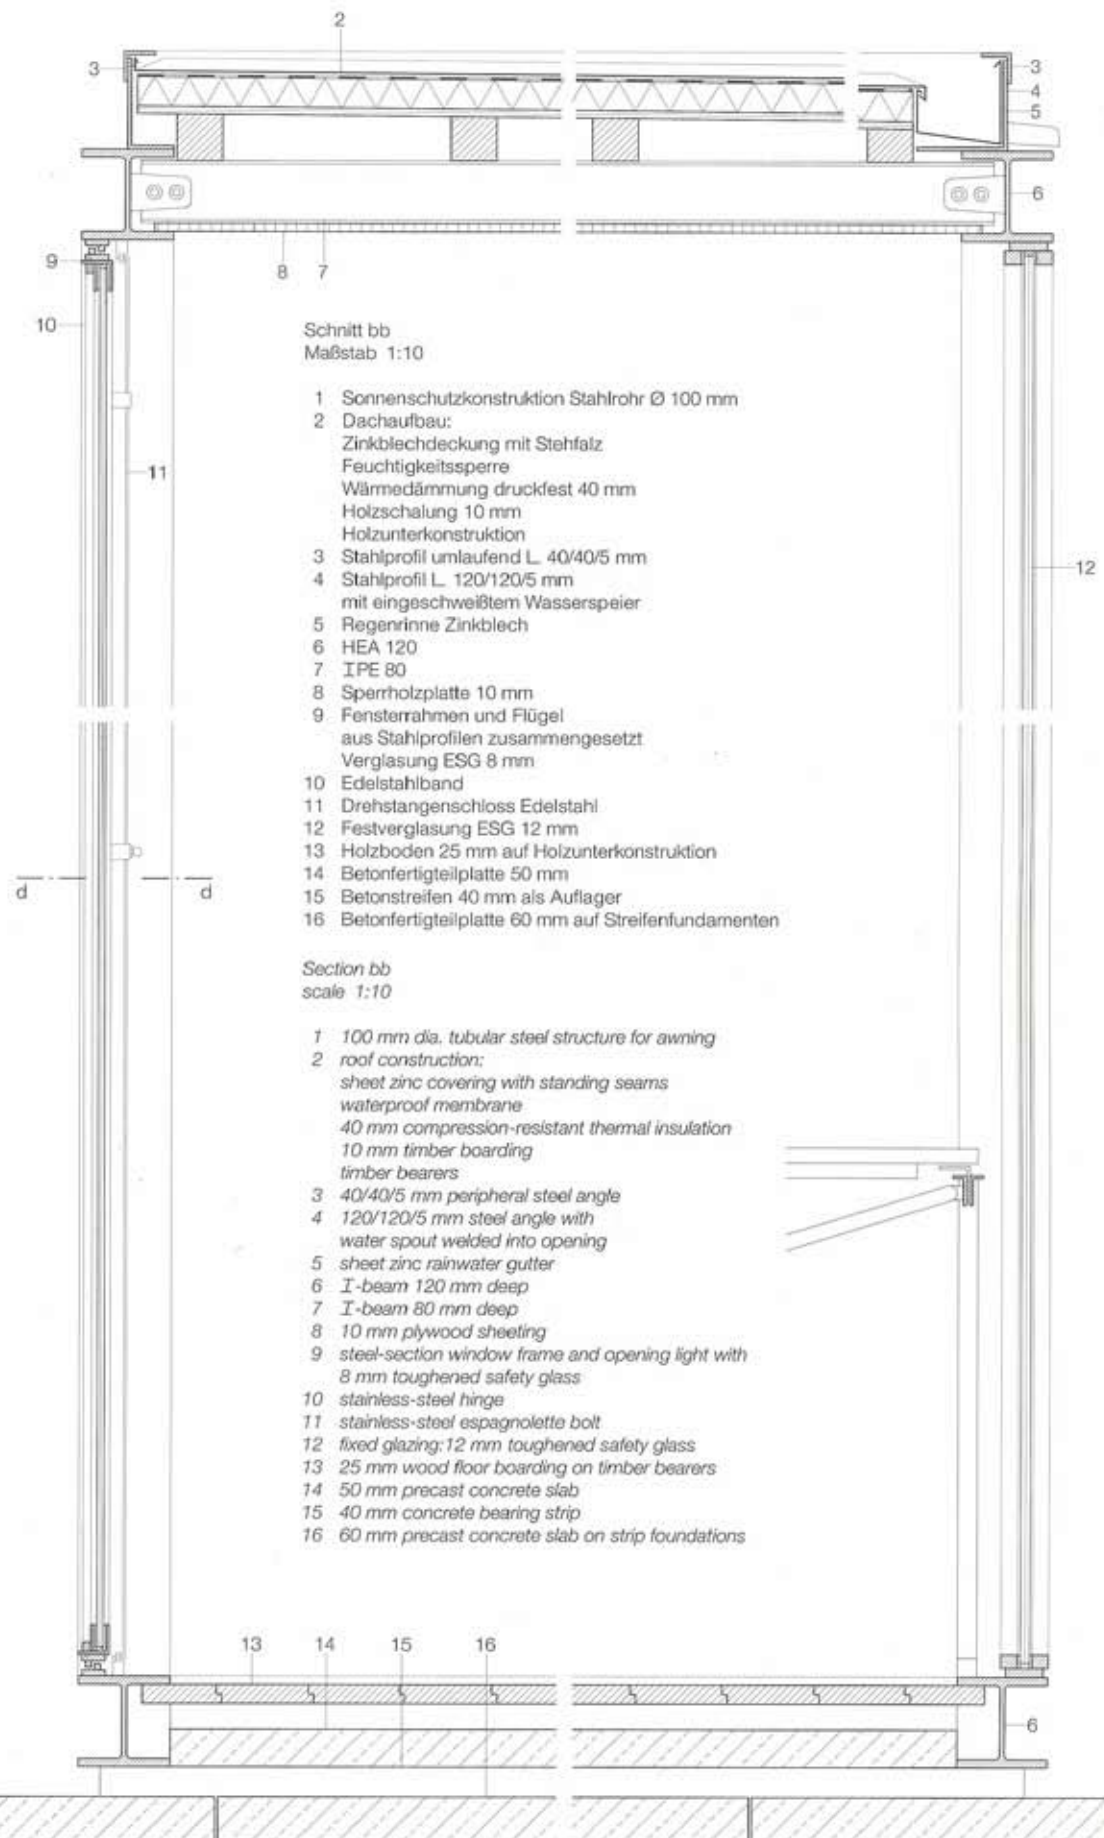 2
3
3
4
5
6
8
7
9
10
11
12
d
d
Schnitt bb
Maßstab 1:10
1 Sonnenschutzkonstruktion Stahlrohr Ø 100 mm
2 Dachaufbau:
Zinkblechdeckung mit Stehfalz
Feuchtigkeitssperre
Wärmedämmung druckfest 40 mm
Holzschalung 10 mm
Holzunterkonstruktion
3 Stahlprofil umlaufend L 40/40/5 mm
4 Stahlprofil L 120/120/5 mm
mit eingeschweißtem Wasserspeier
5 Regenrinne Zinkblech
6 HEA 120
7 IPE 80
8 Sperrholzplatte 10 mm
9 Fensterrahmen und Flügel
aus Stahlprofilen zusammengesetzt
Verglasung ESG 8 mm
10 Edelstahlband
11 Drehstangenschloss Edelstahl
12 Festverglasung ESG 12 mm
13 Holzboden 25 mm auf Holzunterkonstruktion
14 Betonfertigteilplatte 50 mm
15 Betonstreifen 40 mm als Auflager
16 Betonfertigteilplatte 60 mm auf Streifenfundamenten
Section bb
scale 1:10
1 100 mm dia. tubular steel structure for awning
2 roof construction:
sheet zinc covering with standing seams
waterproof membrane
40 mm compression-resistant thermal insulation
10 mm timber boarding
timber bearers
3 40/40/5 mm peripheral steel angle
4 120/120/5 mm steel angle with
water spout welded into opening
5 sheet zinc rainwater gutter
6 I-beam 120 mm deep
7 I-beam 80 mm deep
8 10 mm plywood sheeting
9 steel-section window frame and opening light with
8 mm toughened safety glass
10 stainless-steel hinge
11 stainless-steel espagnolette bolt
12 fixed glazing:12 mm toughened safety glass
13 25 mm wood floor boarding on timber bearers
14 50 mm precast concrete slab
15 40 mm concrete bearing strip
16 60 mm precast concrete slab on strip foundations
13 14 15 16
6